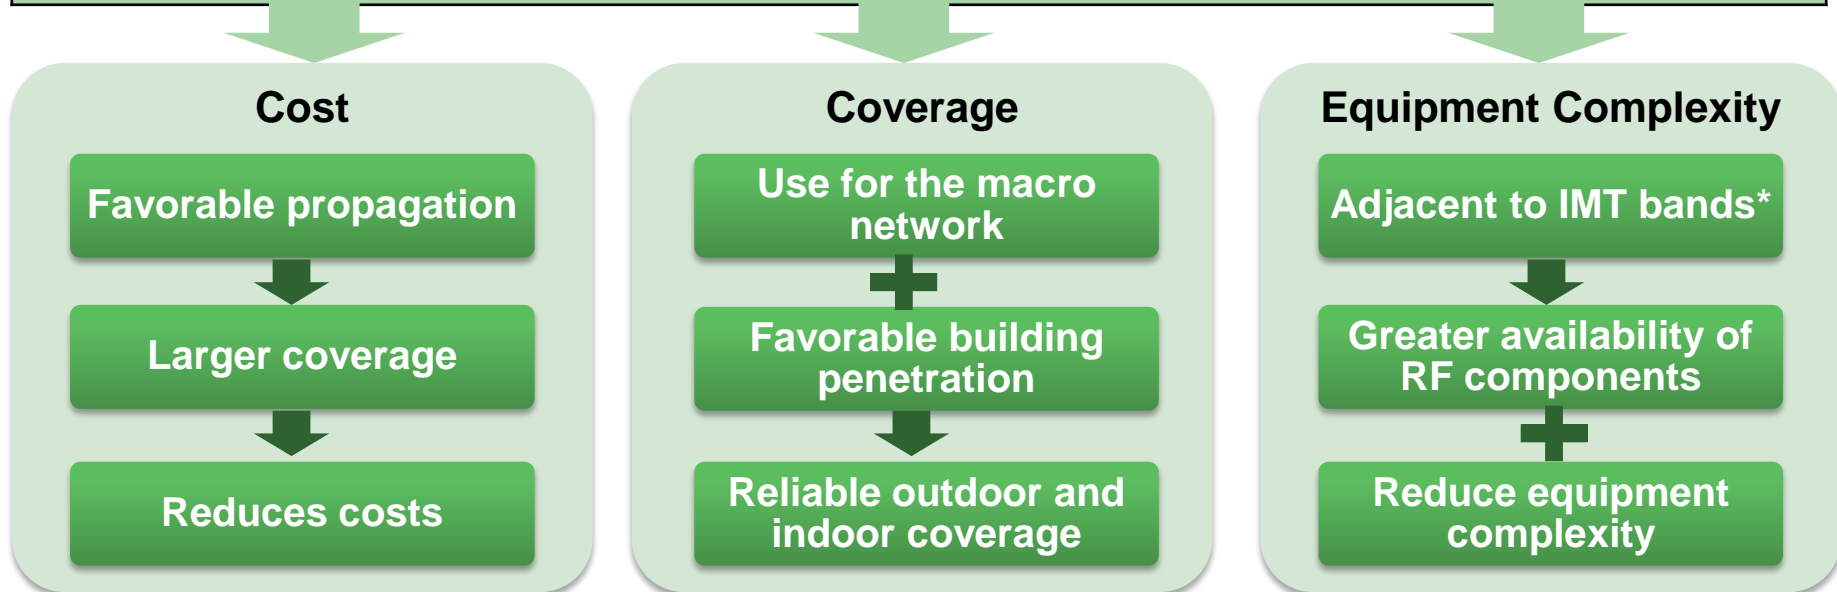 Cost
Favorable propagation
Larger coverage
Reduces costs
Coverage
Use for the macro
network
Favorable building
penetration
Reliable outdoor and
indoor coverage
Equipment Complexity
Adjacent to IMT bands*
Greater availability of
RF components
Reduce equipment
complexity